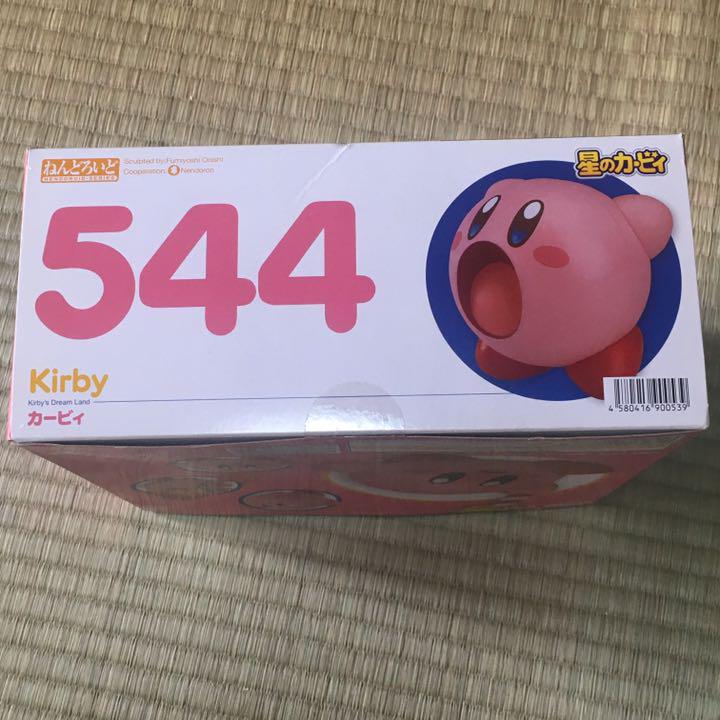 ねんどろいど
NENDOROID-SERIES
Sculpted by:Fumiyoshi Oroshi
Cooperation: Nendoron
星のカービィ
544
Kirby
Kirby's Dream Land
カービィ
4 580416 900539